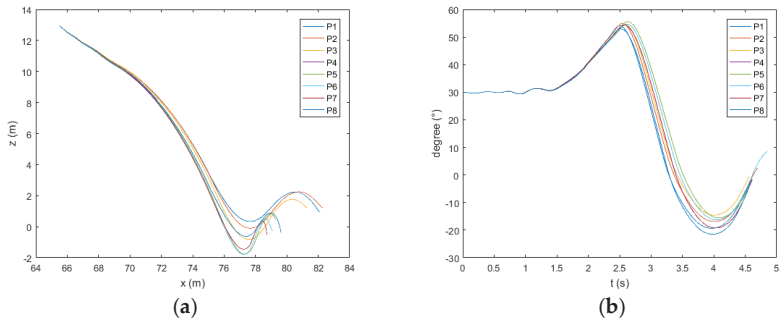 14
12
10
8
6
4
2
0
-2
z (m)
64 66 68 70 72 74 76 78 80 82 84
x (m)
P1
P2
P3
P4
P5
P6
P7
P8
(a)
60
50
40
30
20
10
0
-10
-20
-30
degree (°)
0 0.5 1 1.5 2 2.5 3 3.5 4 4.5 5
t (s)
P1
P2
P3
P4
P5
P6
P7
P8
(b)